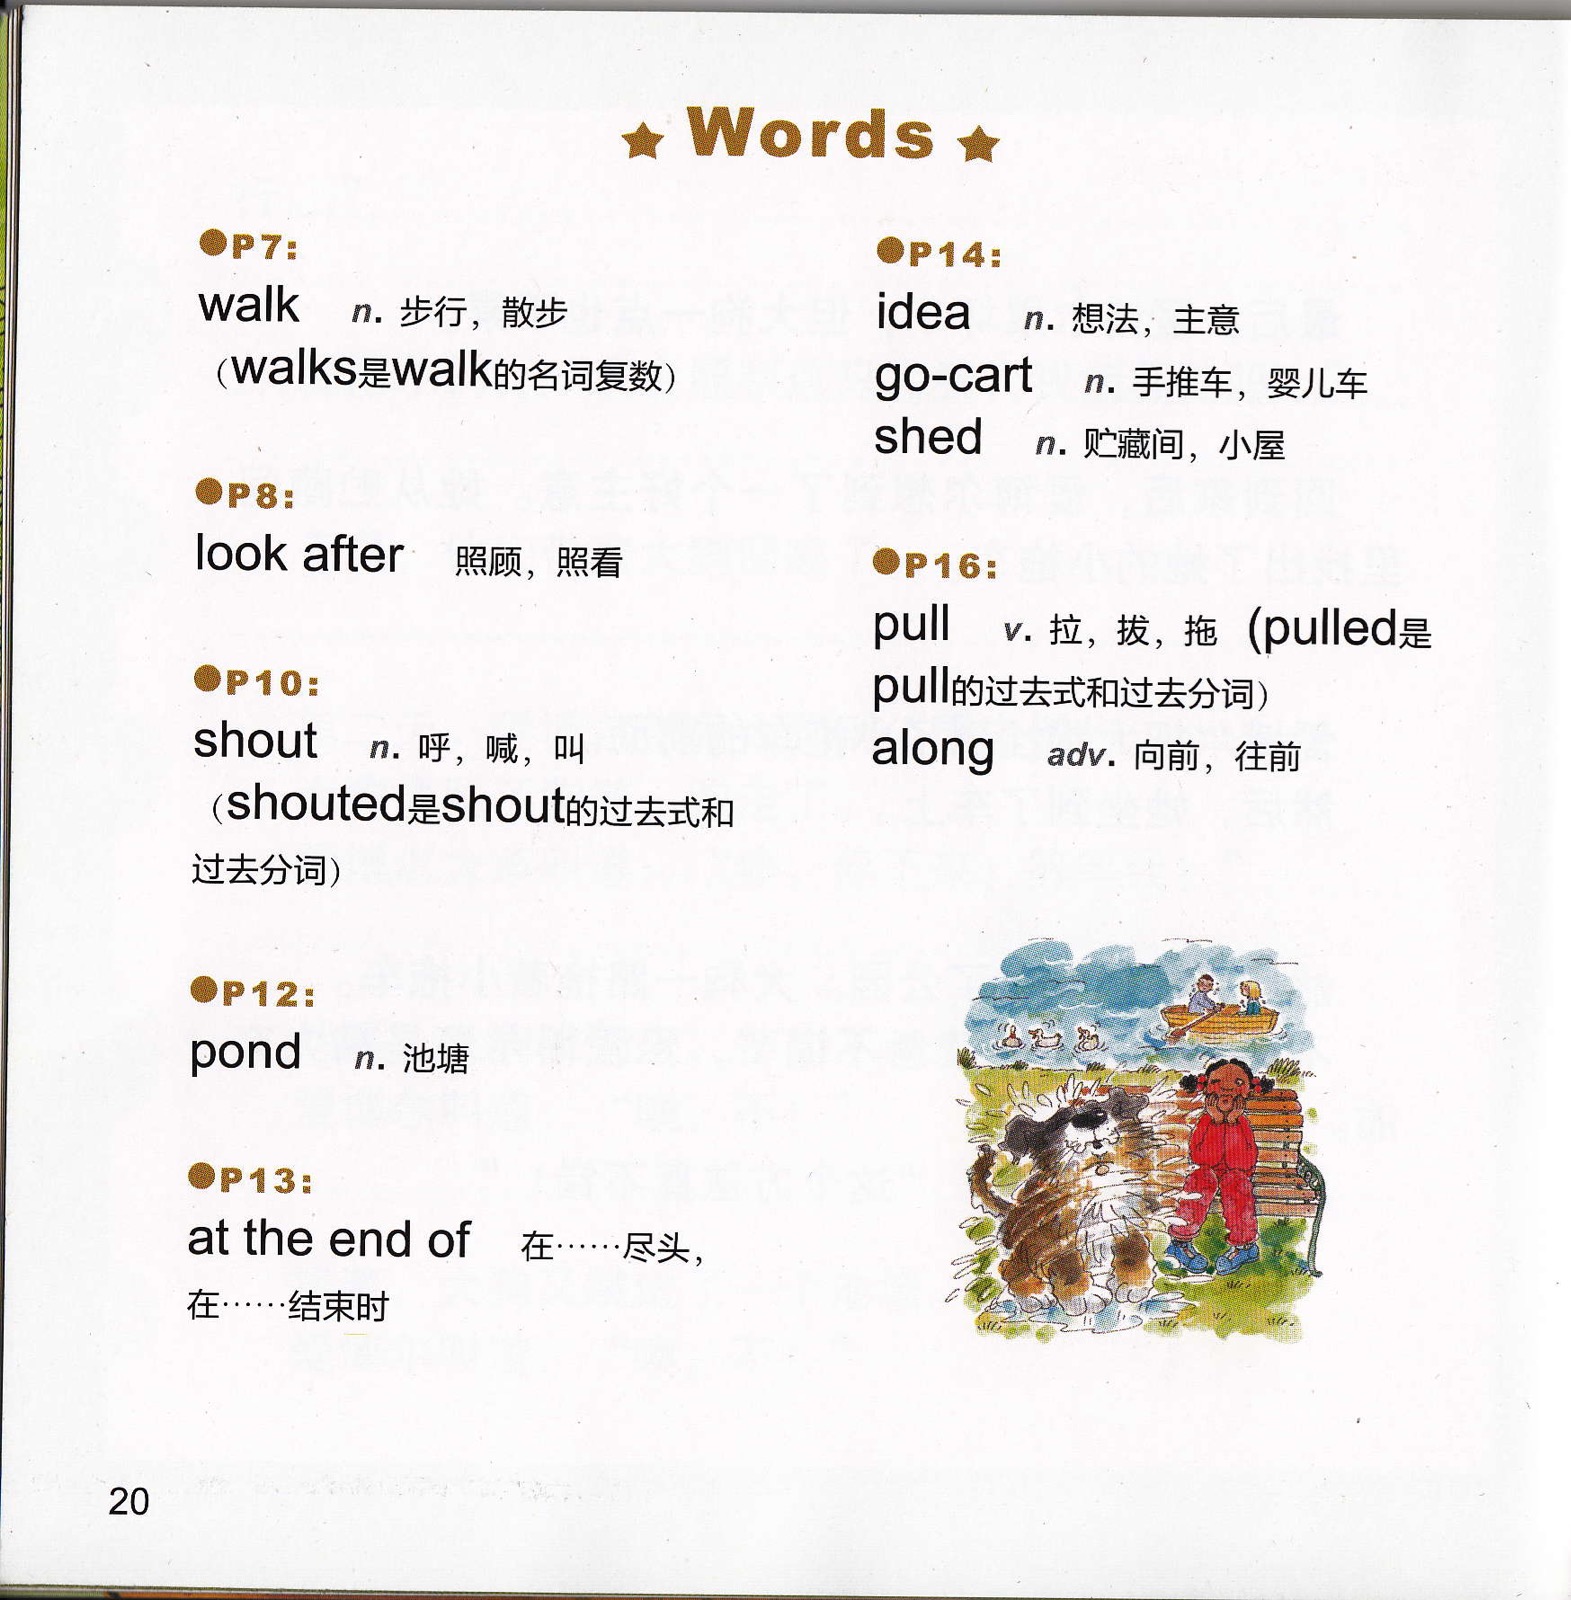 ★ Words ★
●P7:
walk n. 步行，散步
（walks是walk的名词复数）
●P8:
look after 照顾，照看
●P10:
shout n. 呼，喊，叫
（shouted是shout的过去式和
过去分词）
●P12:
pond n. 池塘
●P13:
at the end of 在……尽头，
在……结束时
●P14:
idea n. 想法，主意
go-cart n. 手推车，婴儿车
shed n. 贮藏间，小屋
●P16:
pull v. 拉，拔，拖 (pulled是
pull的过去式和过去分词）
along adv. 向前，往前
20